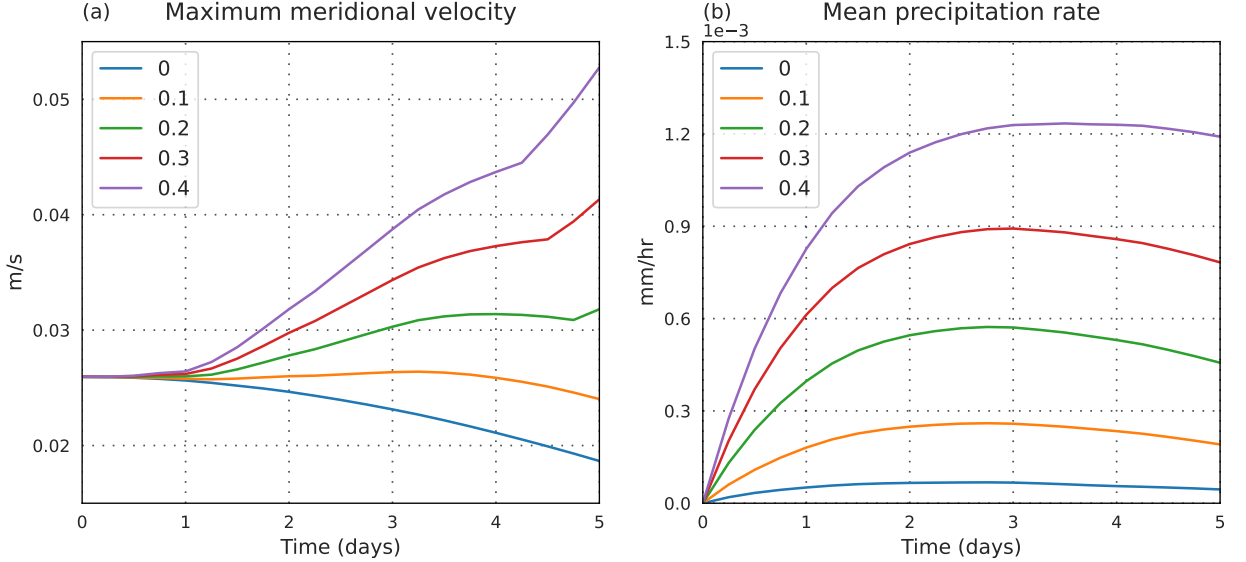 (a) Maximum meridional velocity
0
0.1
0.2
0.3
0.4
0.05
0.04
0.03
0.02
m/s
0 1 2 3 4 5
Time (days)
(b) Mean precipitation rate
1e−3
0
0.1
0.2
0.3
0.4
1.5
1.2
0.9
0.6
0.3
0.0
mm/hr
0 1 2 3 4 5
Time (days)